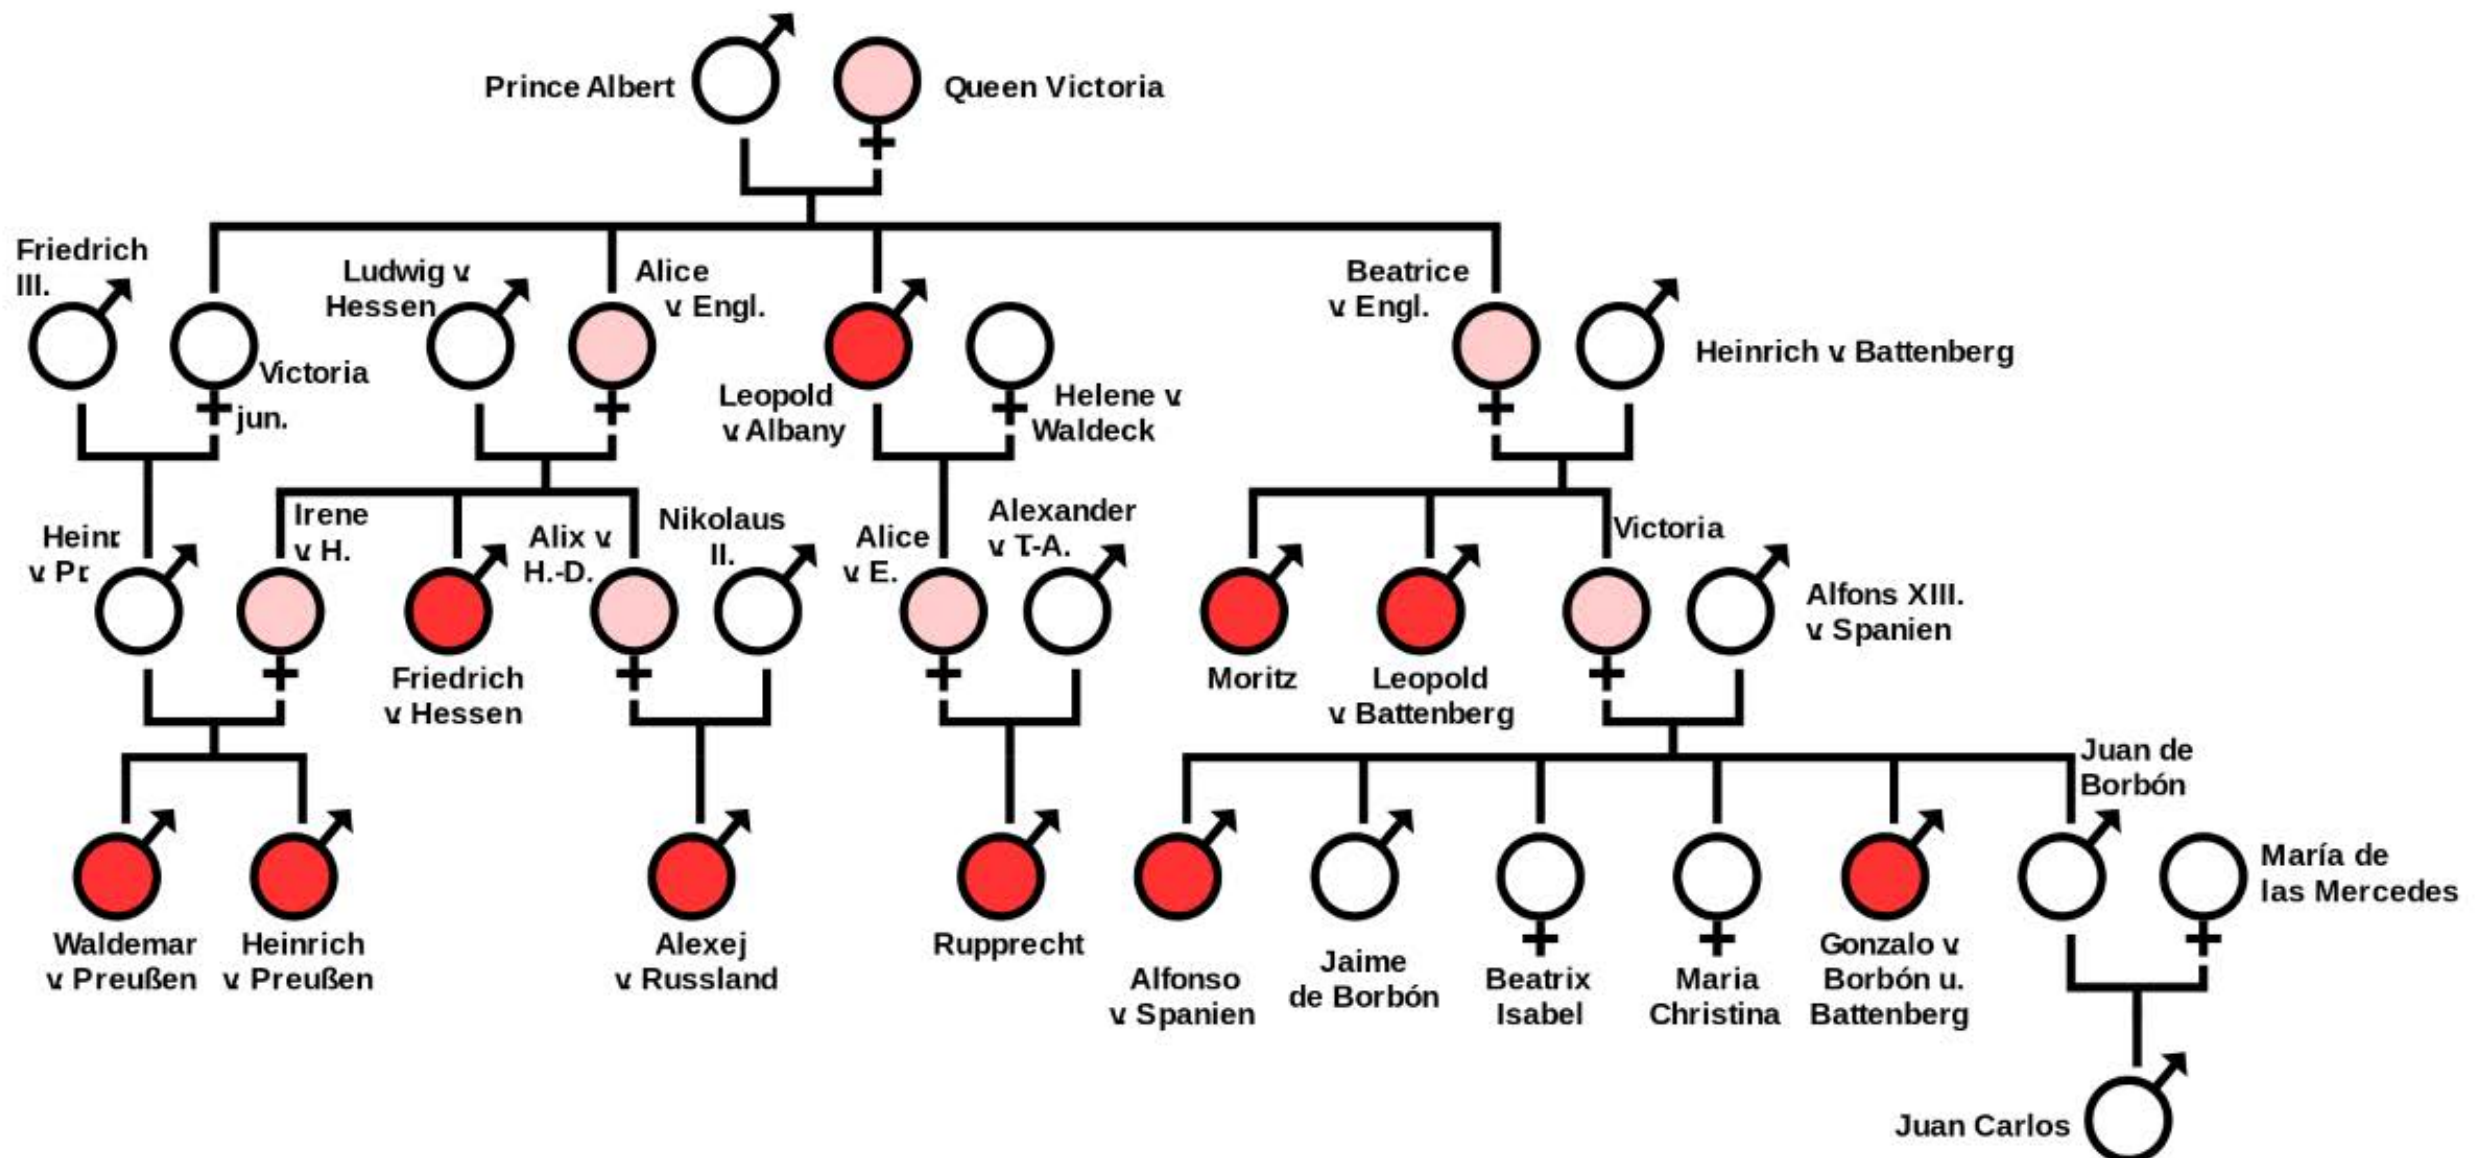 Prince Albert
Queen Victoria
Friedrich
III.
Victoria
jun.
Ludwig v
Hessen
Alice
v Engl.
Leopold
v Albany
Helene v
Waldeck
Beatrice
v Engl.
Heinrich v Battenberg
Heinr
v Pr
Irene
v H.
Friedrich
v Hessen
Alix v
H.-D.
Nikolaus
II.
Alice
v E.
Alexander
v T-A.
Moritz
Leopold
v Battenberg
Victoria
Alfons XIII.
v Spanien
Waldemar
v Preußen
Heinrich
v Preußen
Alexej
v Russland
Rupprecht
Alfonso
v Spanien
Jaime
de Borbón
Beatrix
Isabel
Maria
Christina
Gonzalo v
Borbón u.
Battenberg
Juan de
Borbón
María de
las Mercedes
Juan Carlos